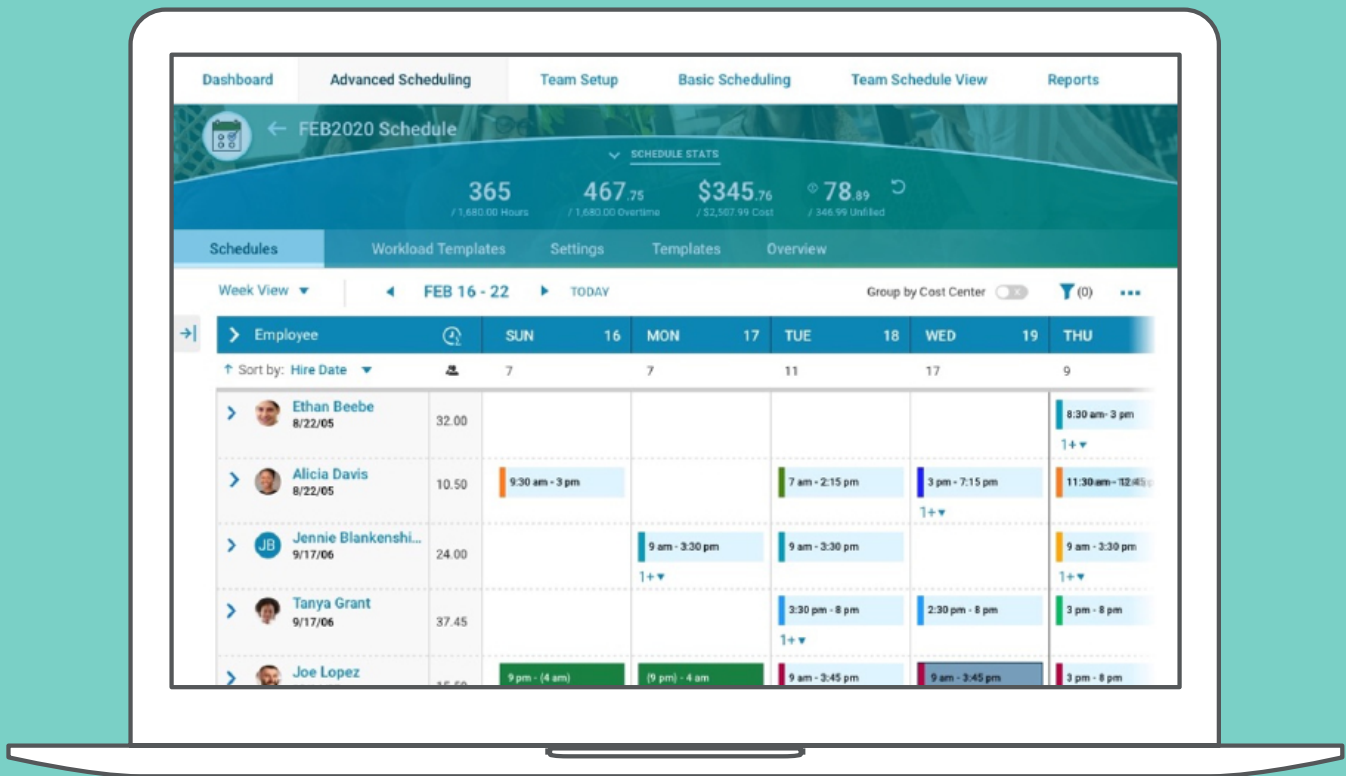 Dashboard Advanced Scheduling Team Setup Basic Scheduling Team Schedule View Reports
← FEB2020 Schedule
SCHEDULE STATS
365 467.75 $345.76 78.89
/ 1,680.00 Hours / 1,680.00 Overtime / $2,507.99 Cost / 346.99 Unfilled
Schedules Workload Templates Settings Templates Overview
Week View ▼ ◀ FEB 16 - 22 ▶ TODAY Group by Cost Center (0) ...
Employee SUN 16 MON 17 TUE 18 WED 19 THU
↑ Sort by: Hire Date ▼ 7 7 11 17 9
Ethan Beebe
8/22/05 32.00 8:30 am- 3 pm
1+▼
Alicia Davis
8/22/05 10.50 9:30 am - 3 pm 7 am - 2:15 pm 3 pm - 7:15 pm 11:30 am - 12:45 p
1+▼
JB Jennie Blankenshi...
9/17/06 24.00 9 am - 3:30 pm 9 am - 3:30 pm 9 am - 3:30 pm
1+▼ 1+▼
Tanya Grant
9/17/06 37.45 3:30 pm - 8 pm 2:30 pm - 8 pm 3 pm - 8 pm
1+▼
Joe Lopez
9 pm - (4 am) (9 pm) - 4 am 9 am - 3:45 pm 9 am - 3:45 pm 3 pm - 8 pm